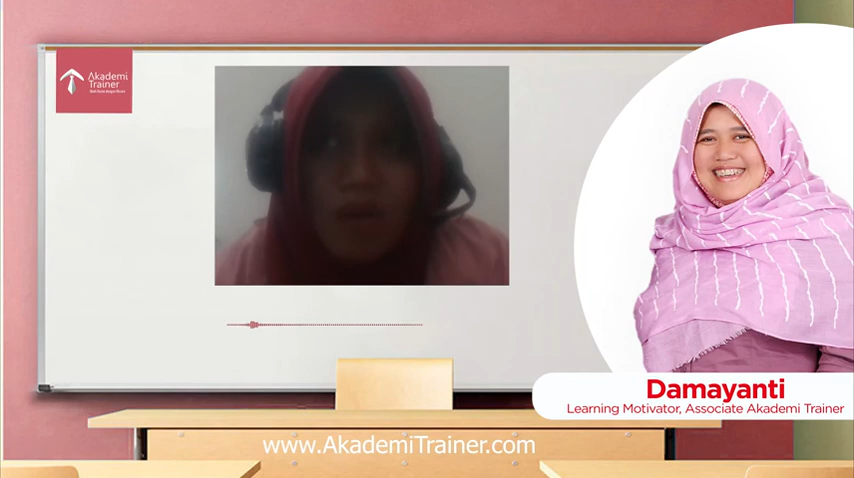 Akademi
Trainer
Damayanti
Learning Motivator, Associate Akademi Trainer
www.AkademiTrainer.com